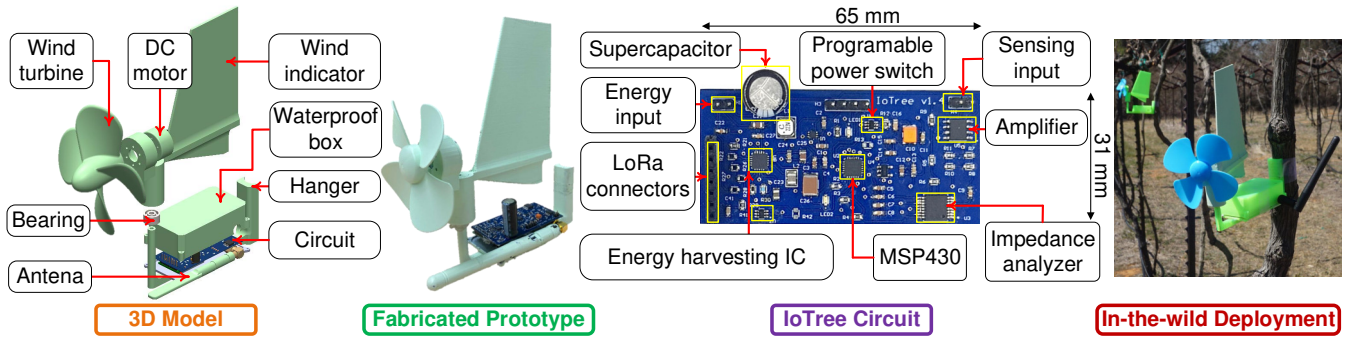 Wind
turbine
DC
motor
Wind
indicator
Waterproof
box
Hanger
Bearing
Circuit
Antena
3D Model
Fabricated Prototype
65 mm
Supercapacitor
Programable
power switch
Sensing
input
Energy
input
IoTree v1.
Amplifier
31 mm
LoRa
connectors
Energy harvesting IC
MSP430
Impedance
analyzer
IoTree Circuit
In-the-wild Deployment